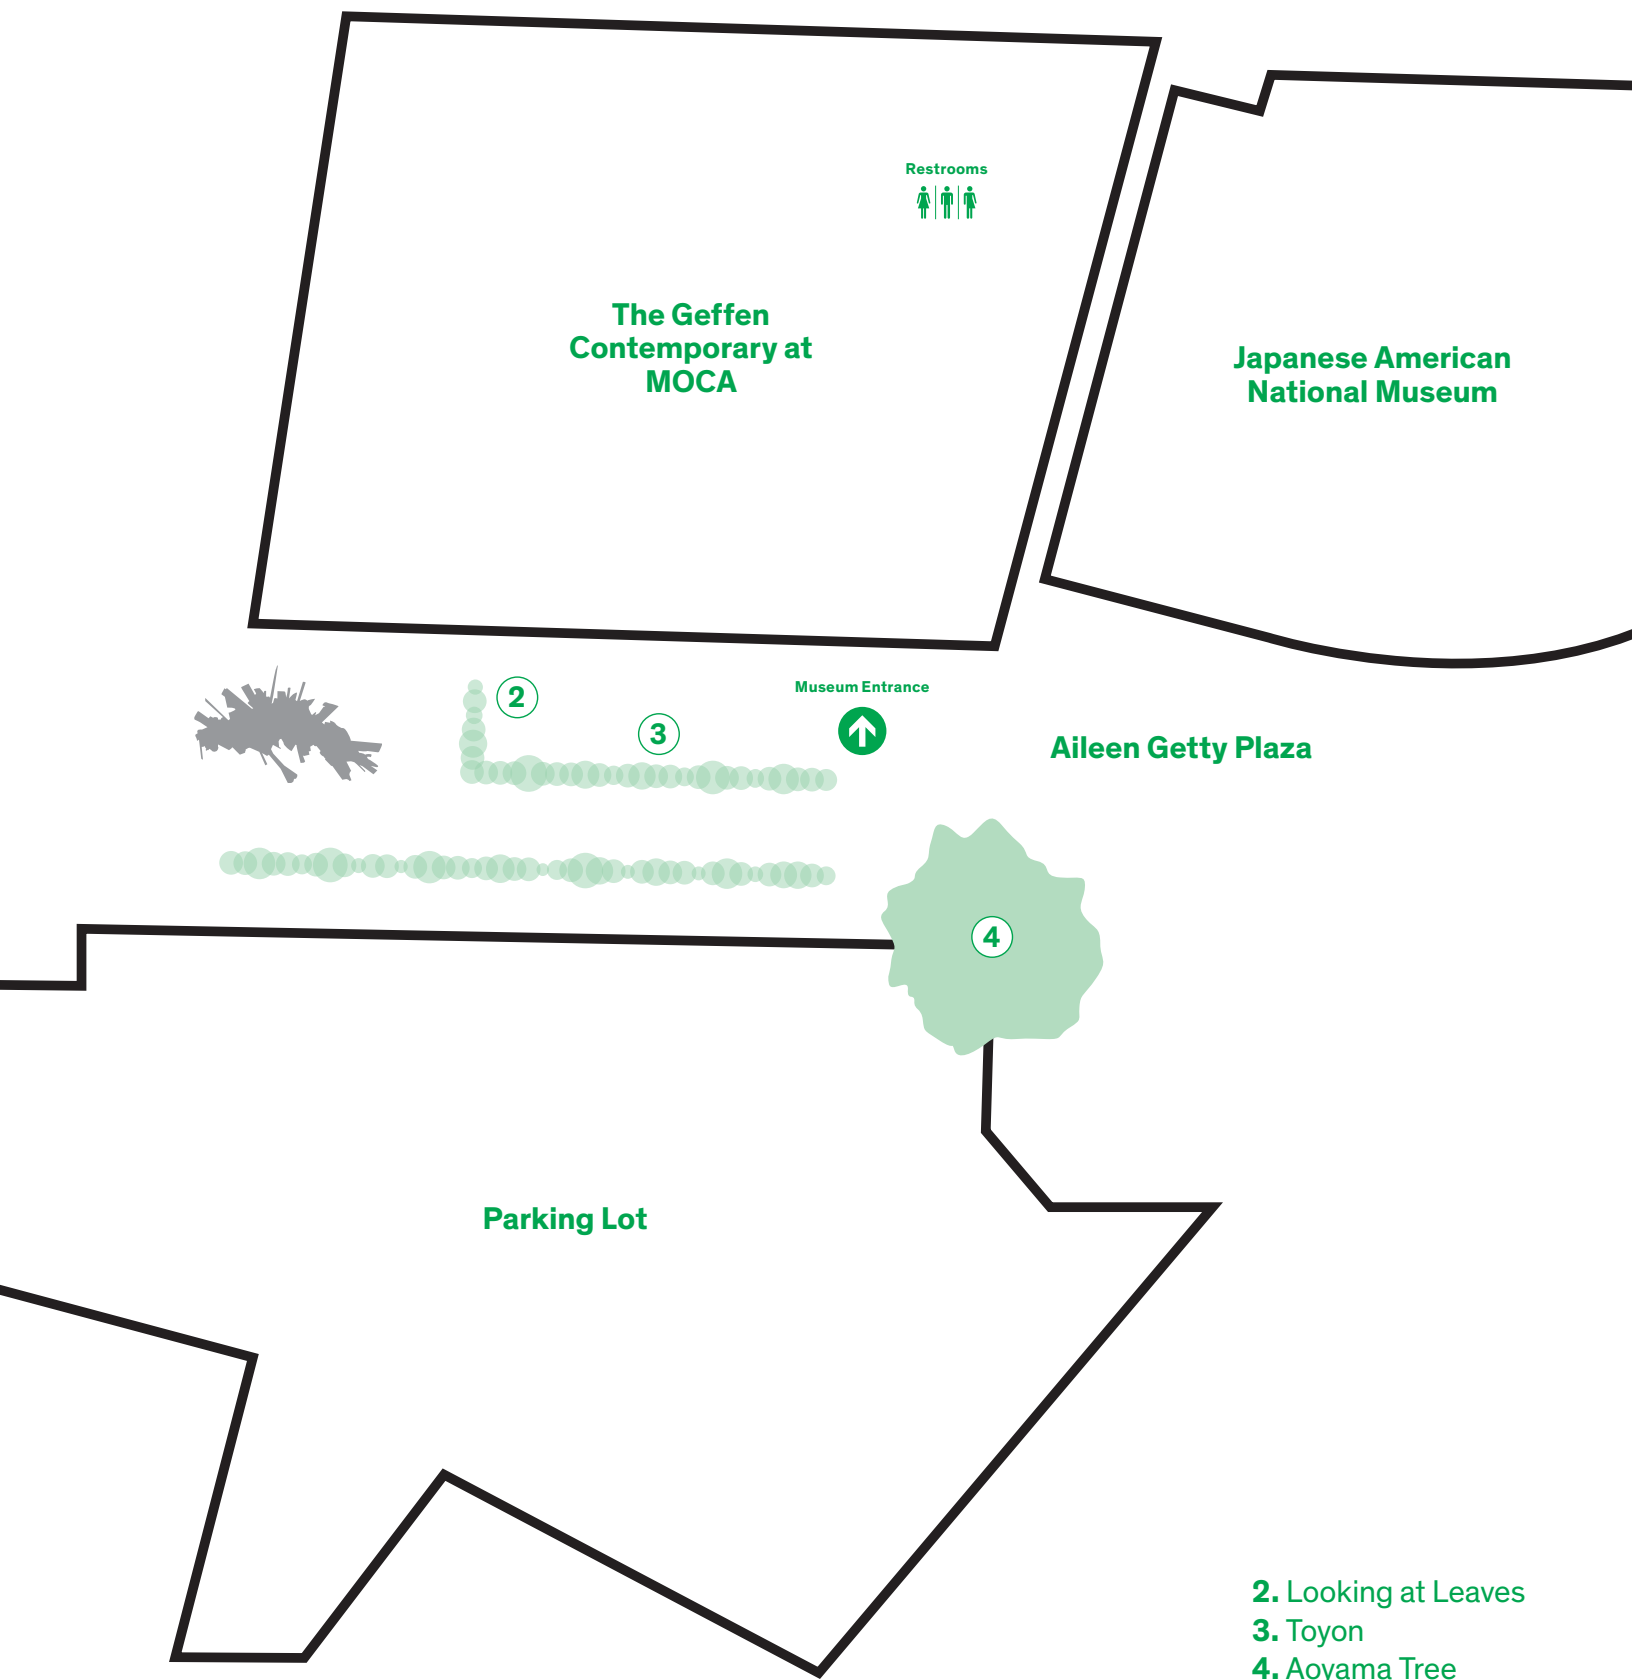 Restrooms
The Geffen
Contemporary at
MOCA
Japanese American
National Museum
2
3
Museum Entrance
Aileen Getty Plaza
4
Parking Lot
2. Looking at Leaves
3. Toyon
4. Aoyama Tree